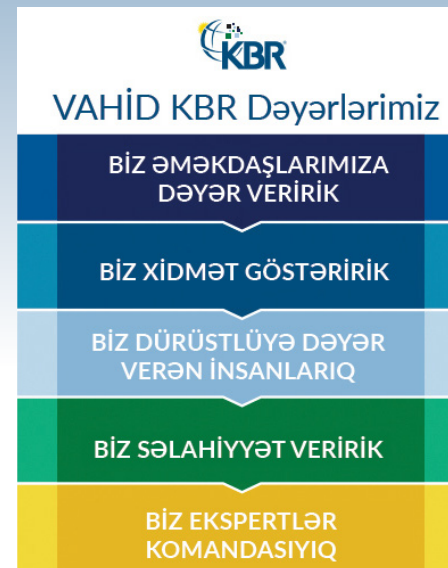 KBR
VAHİD KBR Dəyərlərimiz
BİZ ƏMƏKDAŞLARIMIZA
DƏYƏR VERİRİK
BİZ XİDMƏT GÖSTƏRİRİK
BİZ DÜRÜSTLÜYƏ DƏYƏR
VERƏN İNSANLARIQ
BİZ SƏLAHİYYƏT VERİRİK
BİZ EKSPERTLƏR
KOMANDASIYIQ